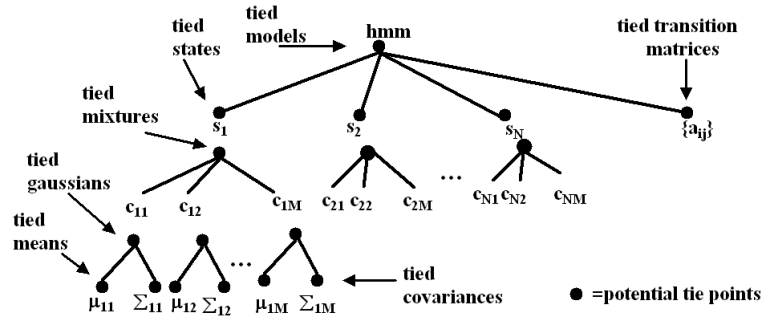 tied
states
tied
models
hmm
tied transition
matrices
tied
mixtures
s1
s2
sN
{aij}
tied
gaussians
c11 c12 c1M c21 c22 c2M ... cN1 cN2 cNM
tied
means
...
μ11 Σ11 μ12 Σ12 μ1M Σ1M
tied
covariances
=potential tie points